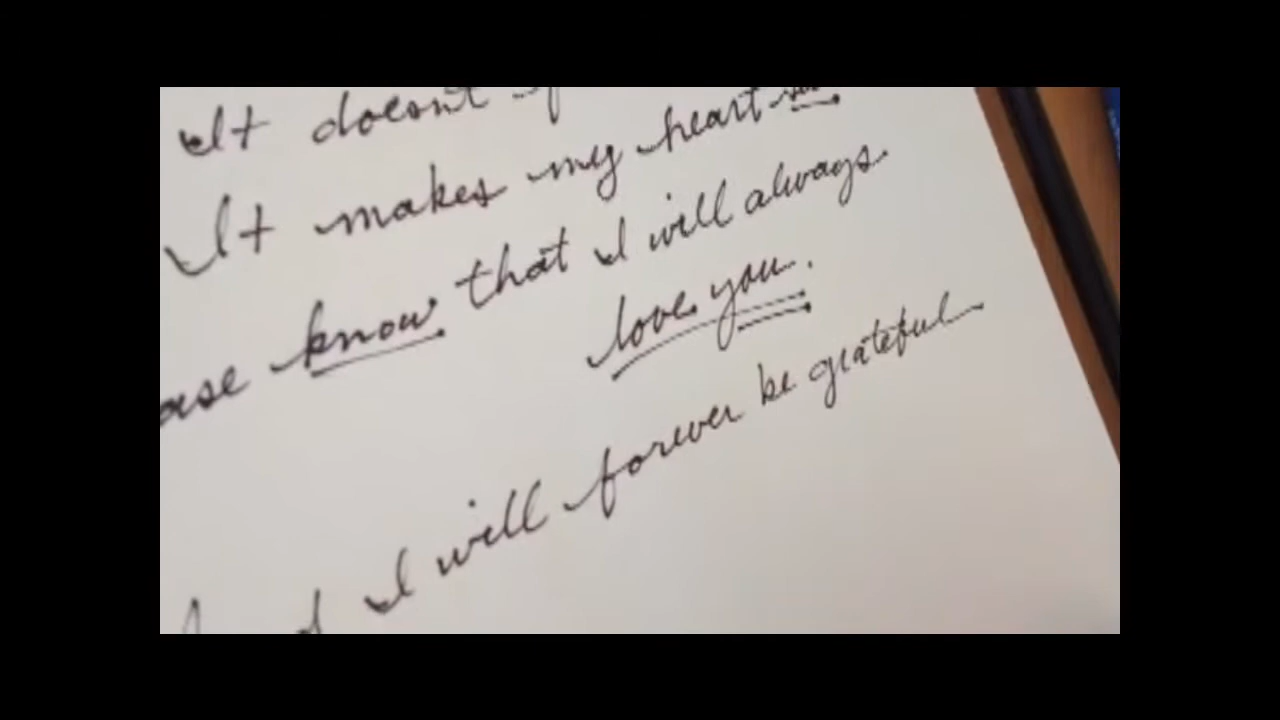 It doesn't
It makes my heart
know that I will always
love you.
I will forever be grateful